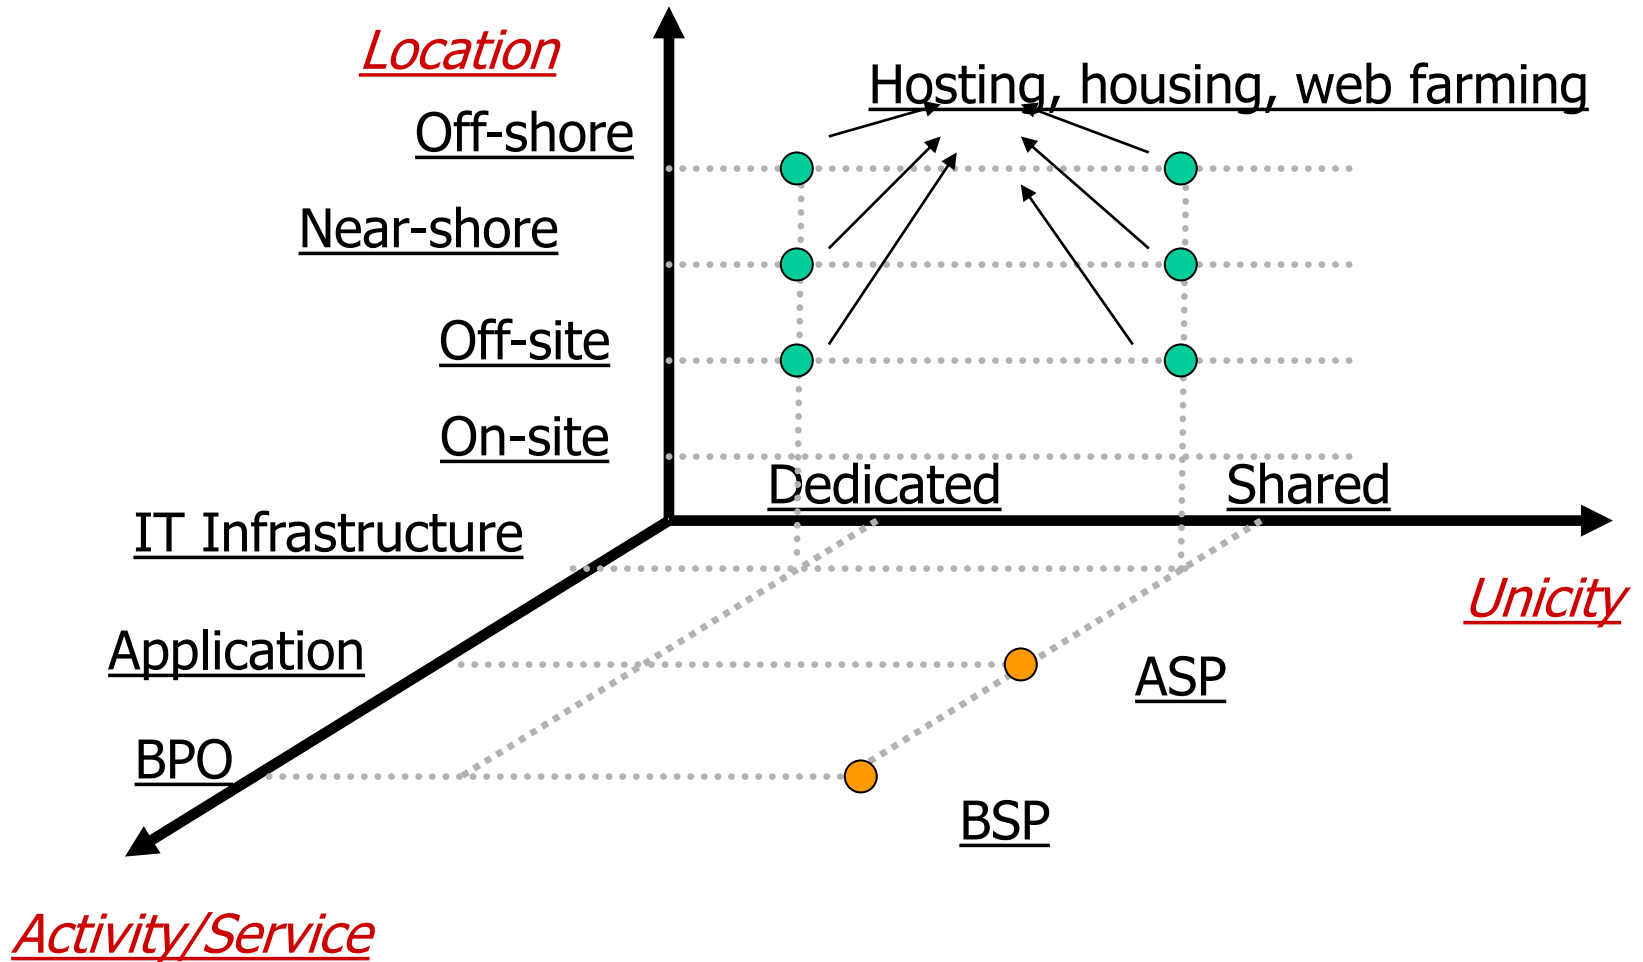 Location
Hosting, housing, web farming
Off-shore
Near-shore
Off-site
On-site
Dedicated
Shared
IT Infrastructure
Unicity
Application
ASP
BPO
BSP
Activity/Service